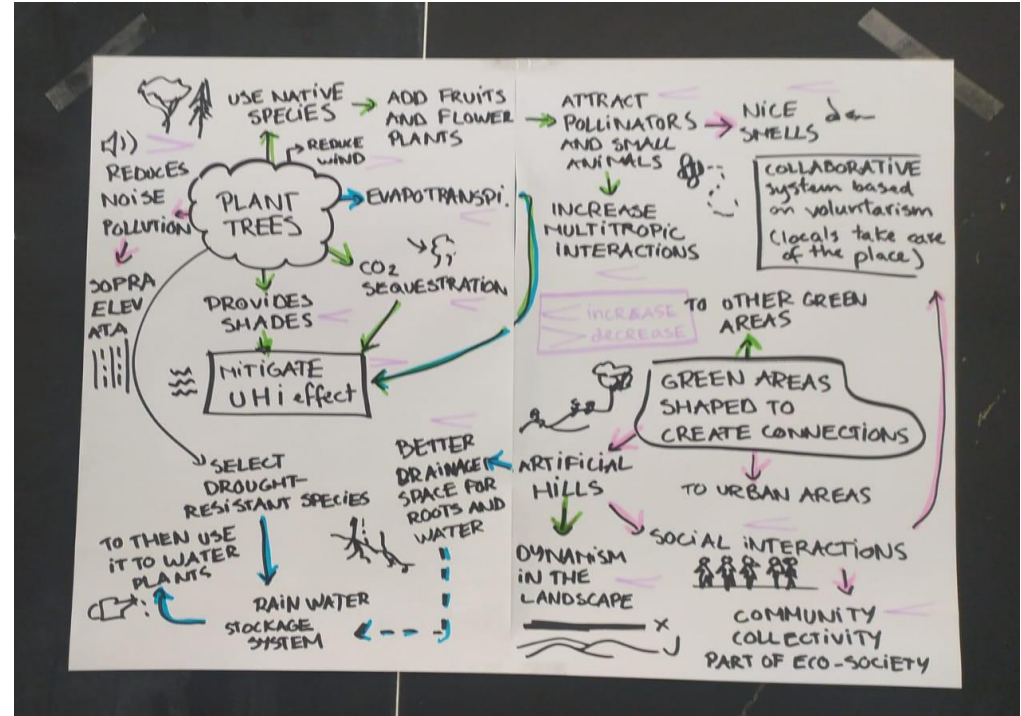 USE NATIVE
SPECIES
ADD FRUITS
AND FLOWER
PLANTS
ATTRACT
POLLINATORS
AND SMALL
ANIMALS
NICE
SMELLS
REDUCE
WIND
REDUCES
NOISE
POLLUTION
PLANT
TREES
EVAPOTRANSPI.
INCREASE
MULTITROPIC
INTERACTIONS
COLLABORATIVE
system based
on voluntarism
(locals take care
of the place)
SOPRA
ELEV
ATA
PROVIDES
SHADES
CO2
SEQUESTRATION
INCREASE
decrease
TO OTHER GREEN
AREAS
MITIGATE
UHI effect
GREEN AREAS
SHAPED TO
CREATE CONNECTIONS
SELECT
DROUGHT-
RESISTANT SPECIES
BETTER
DRAINAGE
SPACE FOR
ROOTS AND
WATER
ARTIFICIAL
HILLS
TO URBAN AREAS
TO THEN USE
IT TO WATER
PLANTS
RAIN WATER
STOCKAGE
SYSTEM
DYNAMISM
IN THE
LANDSCAPE
SOCIAL INTERACTIONS
COMMUNITY
COLLECTIVITY
PART OF ECO-SOCIETY